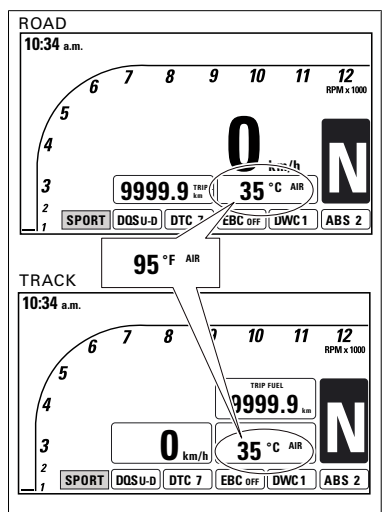 ROAD
10:34 a.m.
1 2 3 4 5 6 7 8 9 10 11 12
RPM x 1000
0 km/h
N
9999.9 TRIP km
35 °C AIR
SPORT DQS U-D DTC 7 EBC OFF DWC 1 ABS 2
95 °F AIR
TRACK
10:34 a.m.
1 2 3 4 5 6 7 8 10 11 12
RPM x 1000
TRIP FUEL
9999.9 km
N
0 km/h
35 °C AIR
SPORT DQS U-D DTC 7 EBC OFF DWC 1 ABS 2